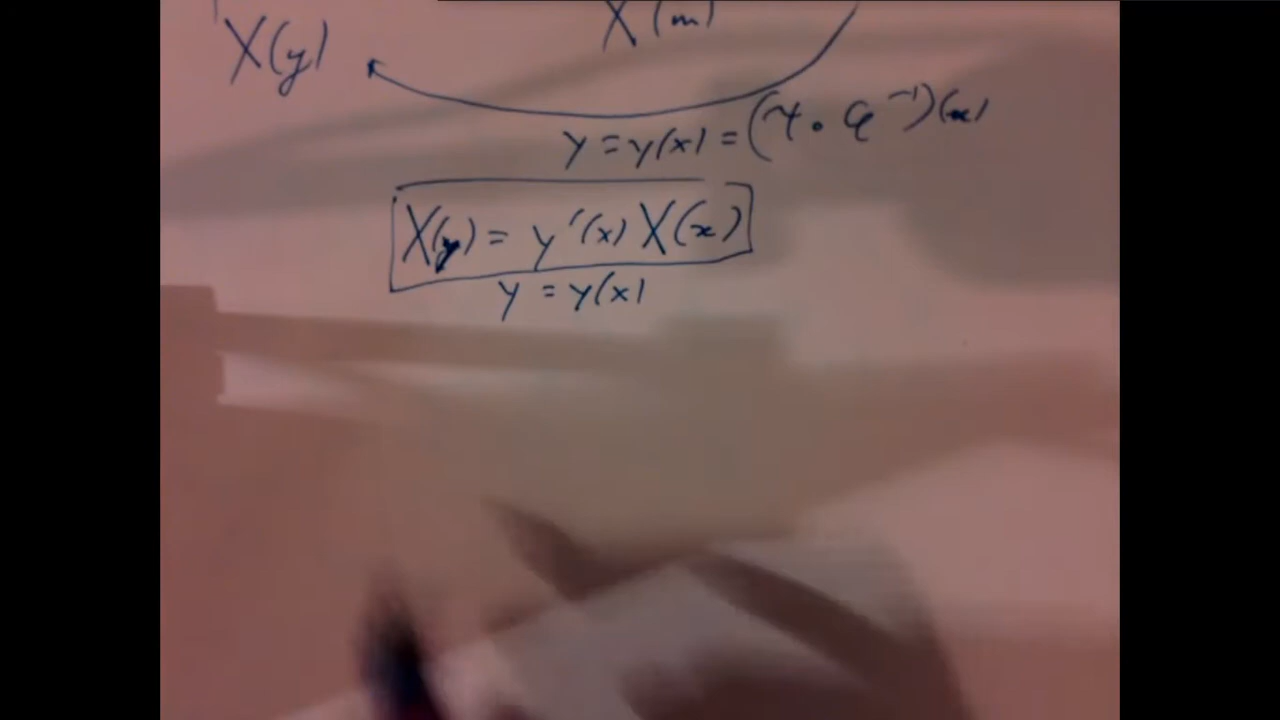 X(y) X(m)
y = y(x) = (ψ∘φ⁻¹)(x)
X(y) = y'(x) X(x)
y = y(x)